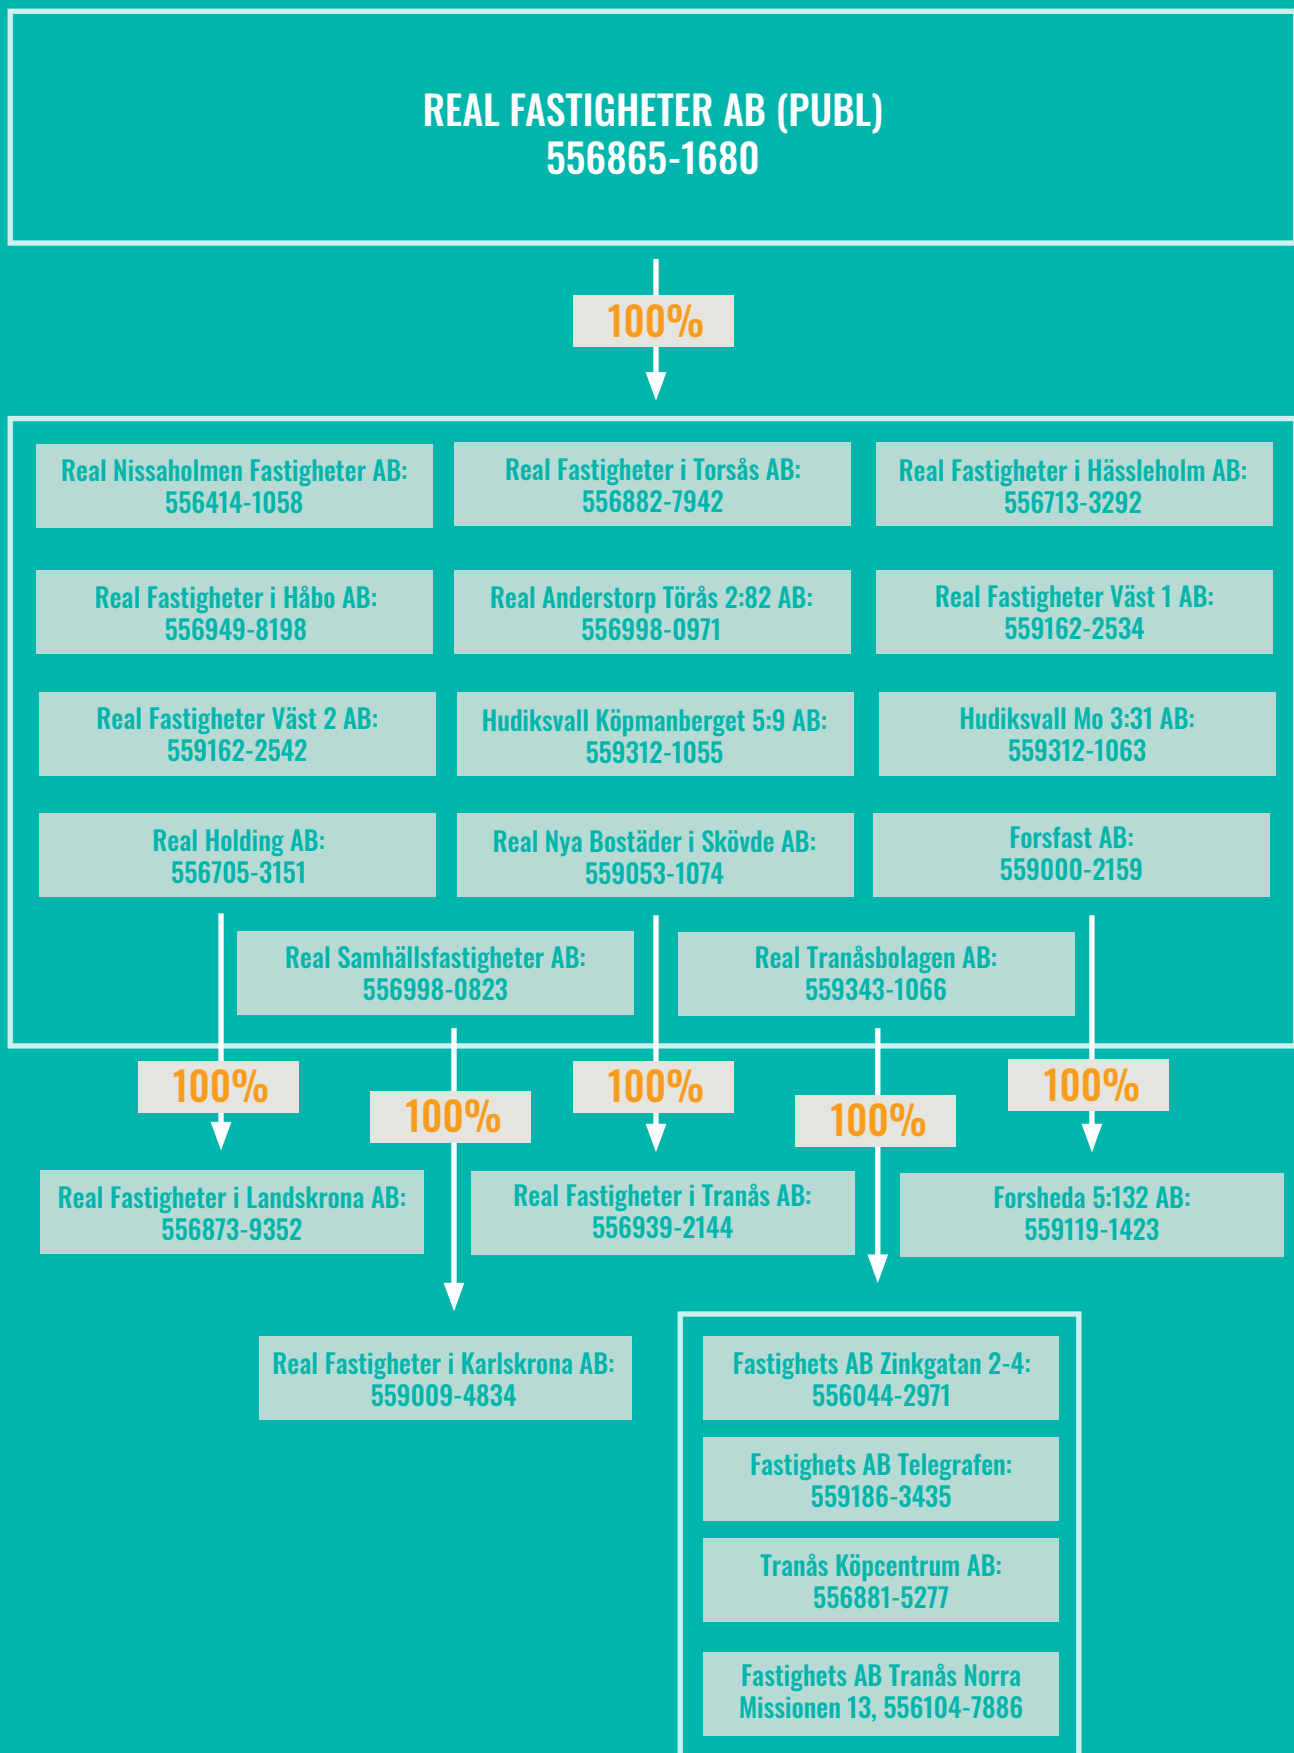 REAL FASTIGHETER AB (PUBL)
556865-1680
100%
Real Nissaholmen Fastigheter AB:
556414-1058
Real Fastigheter i Torsås AB:
556882-7942
Real Fastigheter i Hässleholm AB:
556713-3292
Real Fastigheter i Håbo AB:
556949-8198
Real Anderstorp Törås 2:82 AB:
556998-0971
Real Fastigheter Väst 1 AB:
559162-2534
Real Fastigheter Väst 2 AB:
559162-2542
Hudiksvall Köpmanberget 5:9 AB:
559312-1055
Hudiksvall Mo 3:31 AB:
559312-1063
Real Holding AB:
556705-3151
Real Nya Bostäder i Skövde AB:
559053-1074
Forsfast AB:
559000-2159
Real Samhällsfastigheter AB:
556998-0823
Real Tranåsbolagen AB:
559343-1066
100%
100%
100%
100%
100%
Real Fastigheter i Landskrona AB:
556873-9352
Real Fastigheter i Tranås AB:
556939-2144
Forsheda 5:132 AB:
559119-1423
Real Fastigheter i Karlskrona AB:
559009-4834
Fastighets AB Zinkgatan 2-4:
556044-2971
Fastighets AB Telegrafen:
559186-3435
Tranås Köpcentrum AB:
556881-5277
Fastighets AB Tranås Norra
Missionen 13, 556104-7886